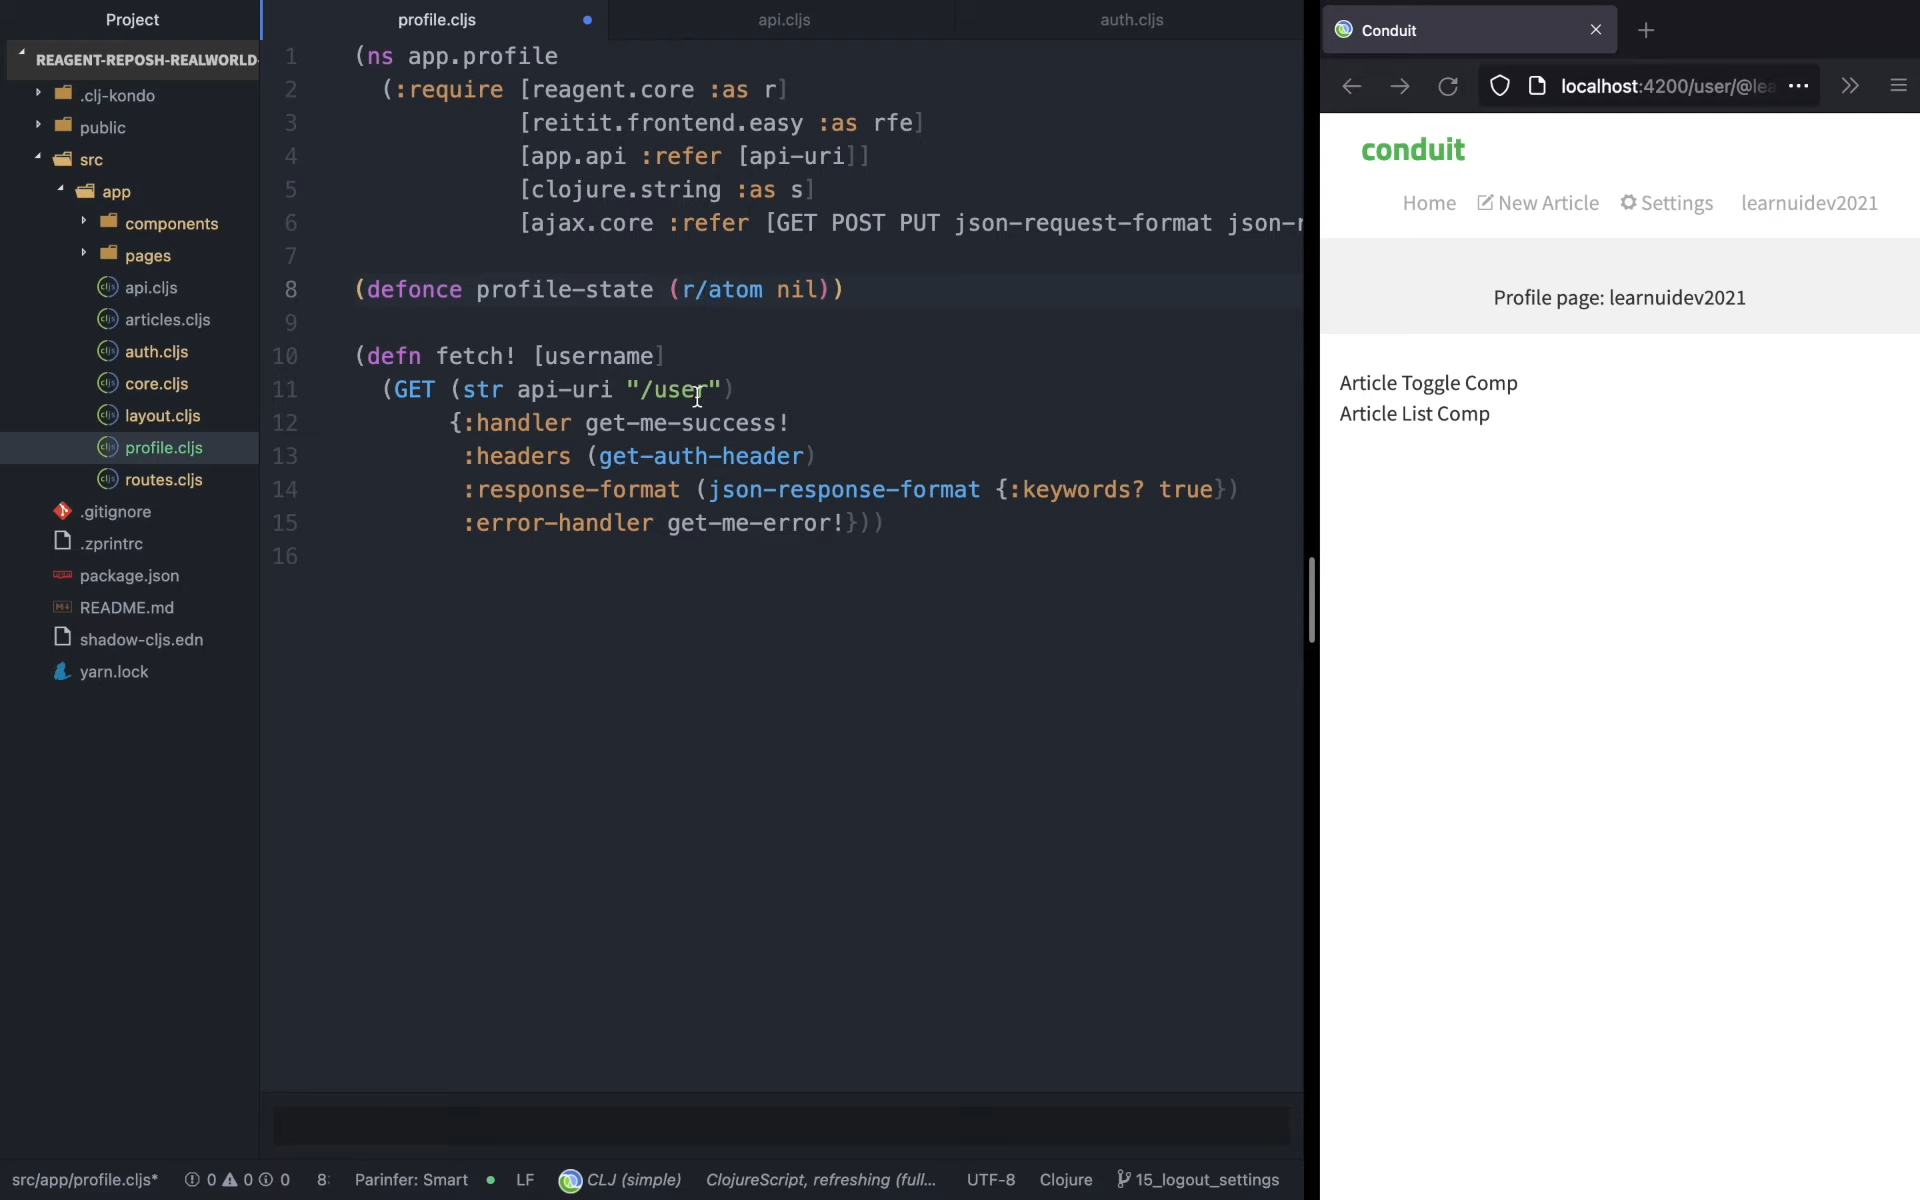 Project
REAGENT-REPOSH-REALWORLD-
.clj-kondo
public
src
app
components
pages
api.cljs
articles.cljs
auth.cljs
core.cljs
layout.cljs
profile.cljs
routes.cljs
.gitignore
.zprintrc
package.json
README.md
shadow-cljs.edn
yarn.lock
profile.cljs
api.cljs
auth.cljs
1 (ns app.profile
2 (:require [reagent.core :as r]
3 [reitit.frontend.easy :as rfe]
4 [app.api :refer [api-uri]]
5 [clojure.string :as s]
6 [ajax.core :refer [GET POST PUT json-request-format json-r
7
8 (defonce profile-state (r/atom nil))
9
10 (defn fetch! [username]
11 (GET (str api-uri "/user")
12 {:handler get-me-success!
13 :headers (get-auth-header)
14 :response-format (json-response-format {:keywords? true})
15 :error-handler get-me-error!}))
16
src/app/profile.cljs* 0 0 0 8: Parinfer: Smart LF CLJ (simple) ClojureScript, refreshing (full... UTF-8 Clojure 15_logout_settings
Conduit
localhost:4200/user/@lea
conduit
Home New Article Settings learnuidev2021
Profile page: learnuidev2021
Article Toggle Comp
Article List Comp